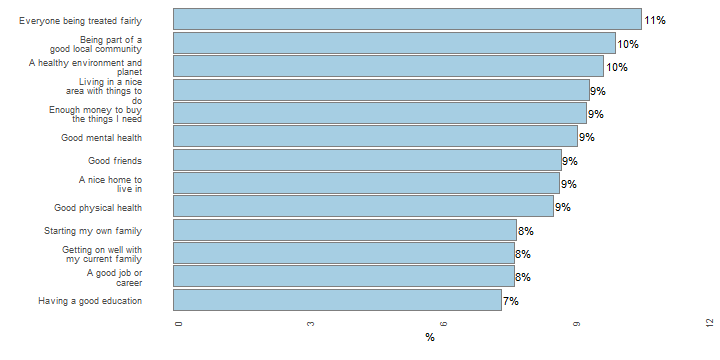 Everyone being treated fairly
11%
Being part of a
good local community
10%
A healthy environment and
planet
10%
Living in a nice
area with things to
do
9%
Enough money to buy
the things I need
9%
Good mental health
9%
Good friends
9%
A nice home to
live in
9%
Good physical health
9%
Starting my own family
8%
Getting on well with
my current family
8%
A good job or
career
8%
Having a good education
7%
0
3
6
9
12
%